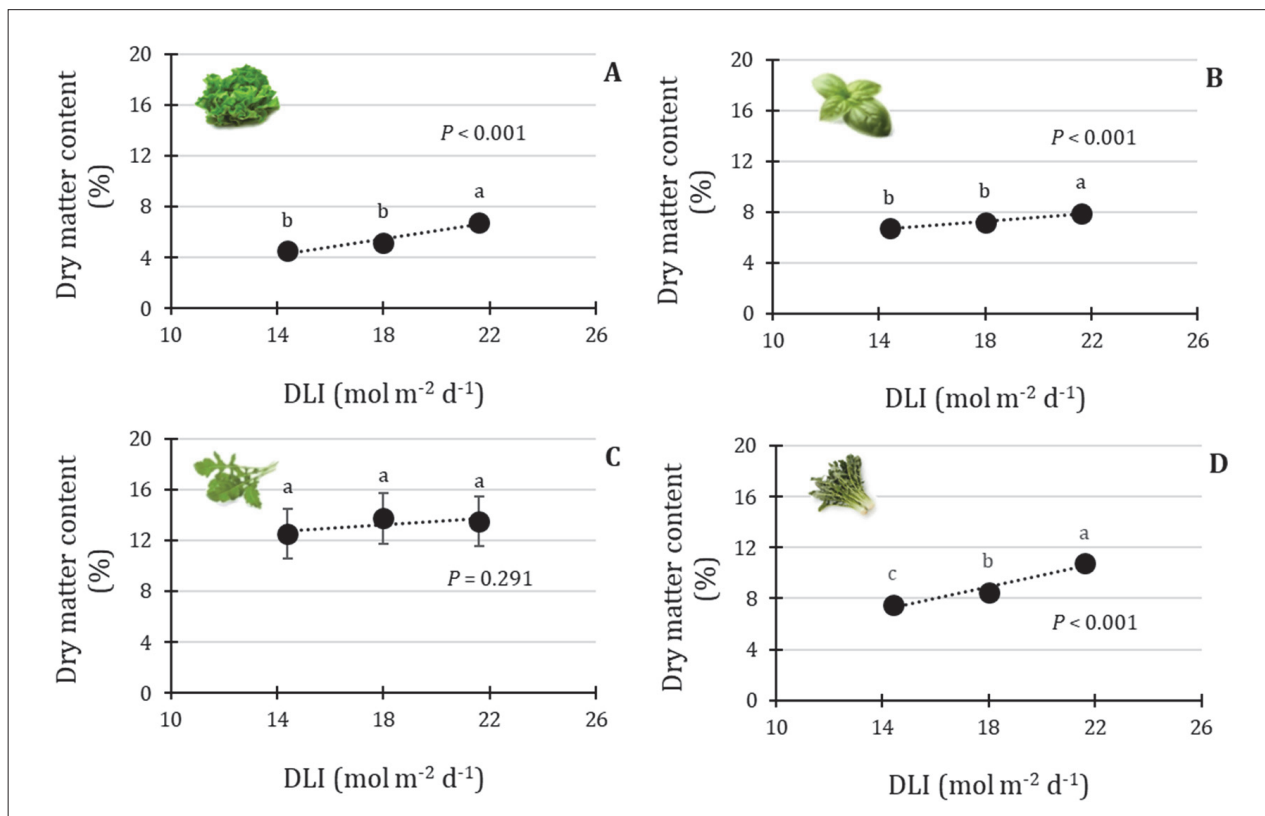 A
20
16
12
8
4
0
P < 0.001
b
b
a
10
14
18
22
26
Dry matter content
(%)
DLI (mol m⁻² d⁻¹)
B
20
16
12
8
4
0
P < 0.001
b
b
a
10
14
18
22
26
Dry matter content
(%)
DLI (mol m⁻² d⁻¹)
C
20
16
12
8
4
0
a
a
a
P = 0.291
10
14
18
22
26
Dry matter content
(%)
DLI (mol m⁻² d⁻¹)
D
20
16
12
8
4
0
c
b
a
P < 0.001
10
14
18
22
26
Dry matter content
(%)
DLI (mol m⁻² d⁻¹)